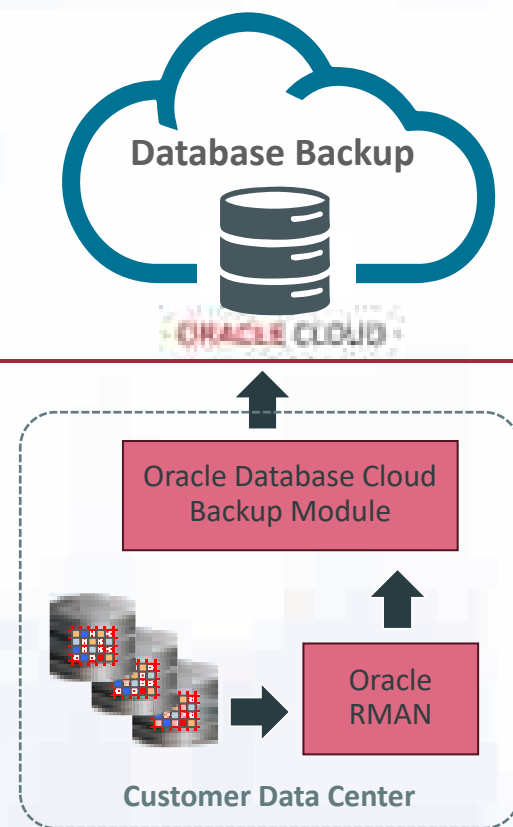 Database Backup
ORACLE CLOUD
Oracle Database Cloud
Backup Module
Oracle
RMAN
Customer Data Center